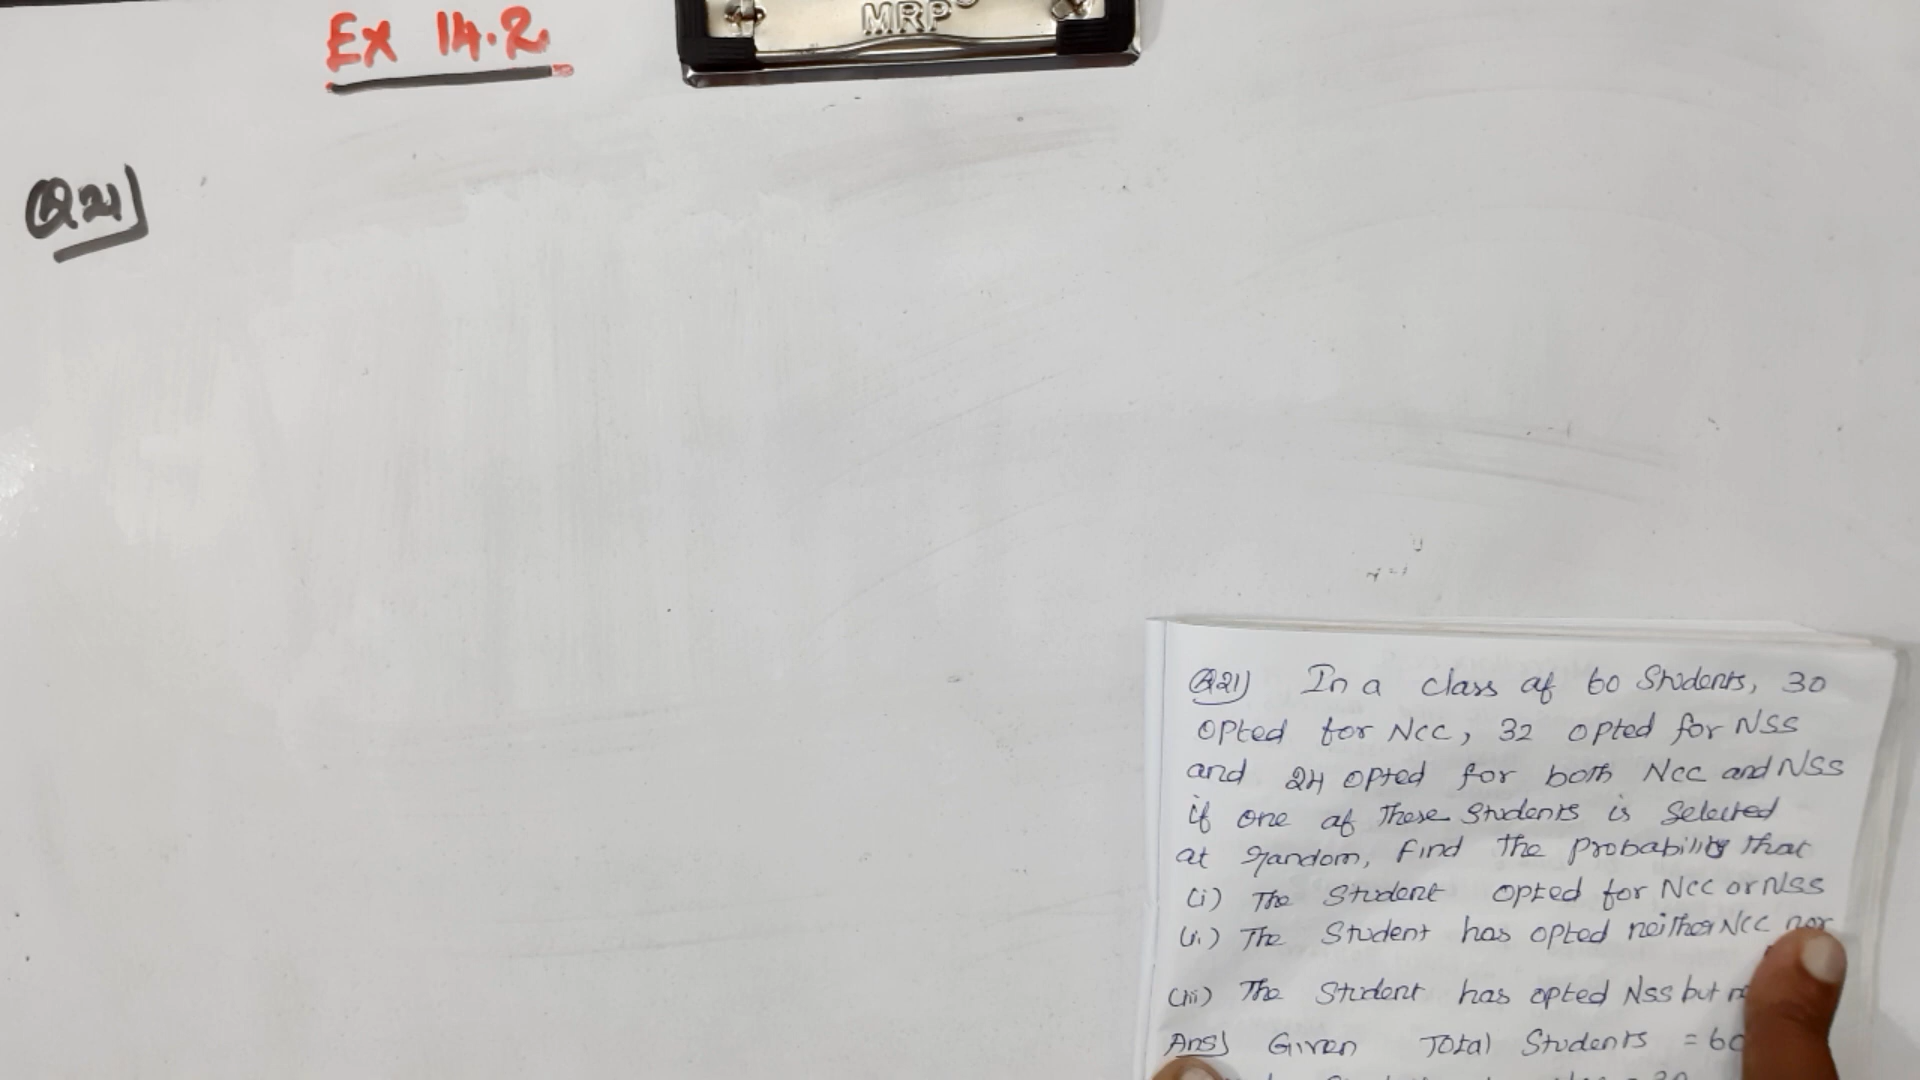 Ex 14.2
MRP
Q21)
Q21) In a class of 60 Students, 30
opted for NCC, 32 opted for NSS
and 24 opted for both NCC and NSS
if one of These Students is Selected
at random, Find The Probability That
(i) The Student opted for NCC or NSS
(ii) The Student has opted neither NCC nor
(iii) The Student has opted NSS but
Ans) Given Total Students = 60